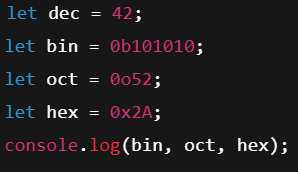 let dec = 42;
let bin = 0b101010;
let oct = 0o52;
let hex = 0x2A;
console.log(bin, oct, hex);